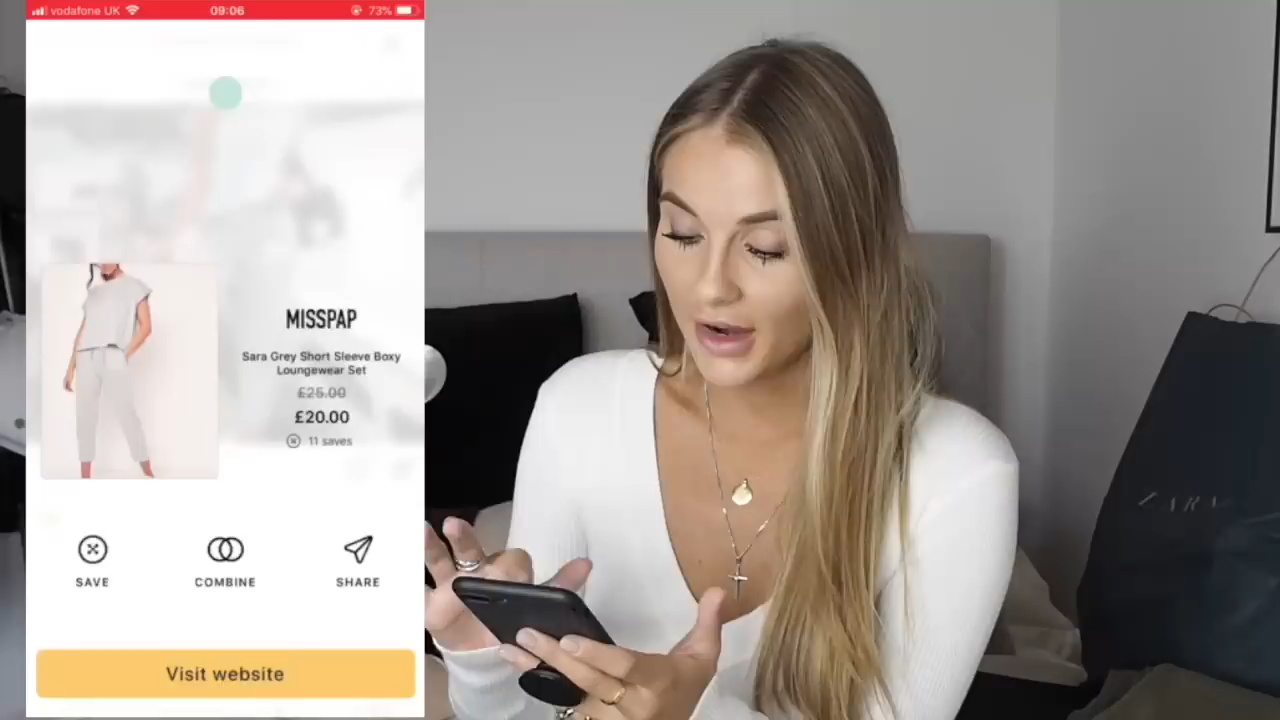 vodafone UK 09:06 73%
MISSPAP
Sara Grey Short Sleeve Boxy
Loungewear Set
£25.00
£20.00
11 saves
SAVE COMBINE SHARE
Visit website
ZARA